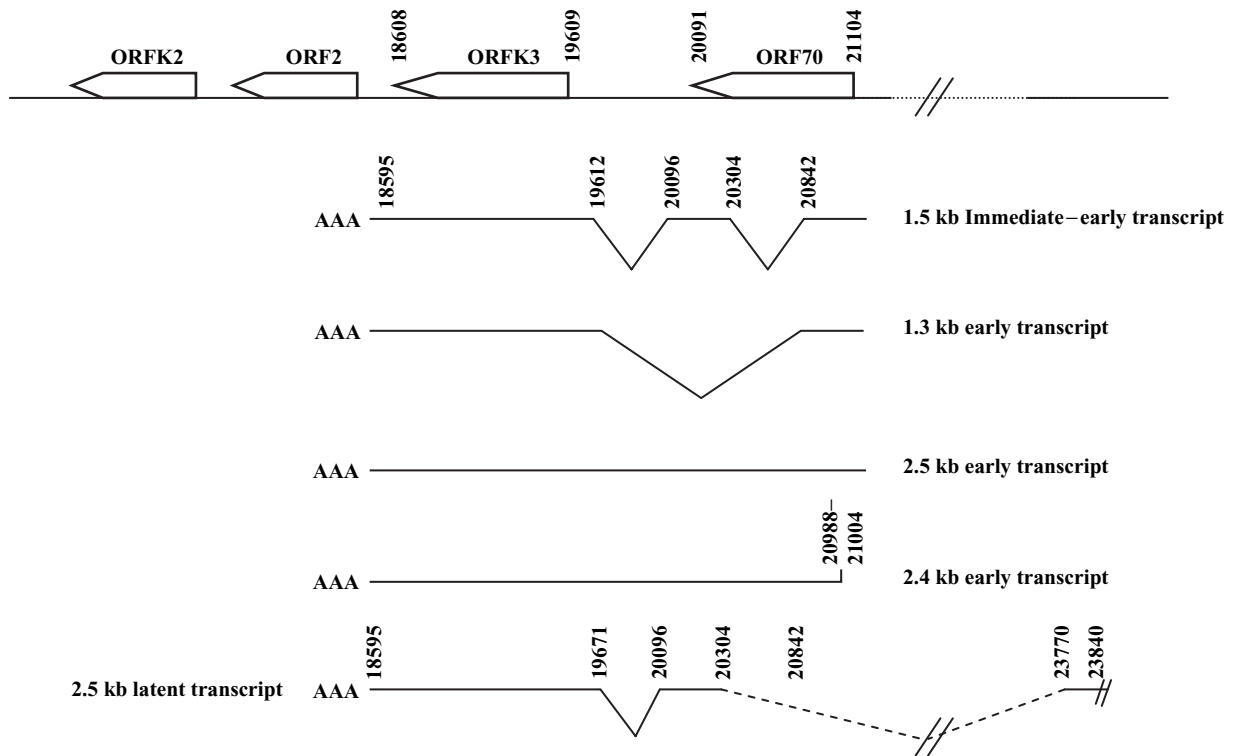 ORFK2 ORF2 18608 ORFK3 19609 20091 ORF70 21104
18595 19612 20096 20304 20842
AAA 1.5 kb Immediate–early transcript
AAA 1.3 kb early transcript
AAA 2.5 kb early transcript
20988–
21004
AAA 2.4 kb early transcript
18595 19671 20096 20304 20842 23770 23840
2.5 kb latent transcript AAA